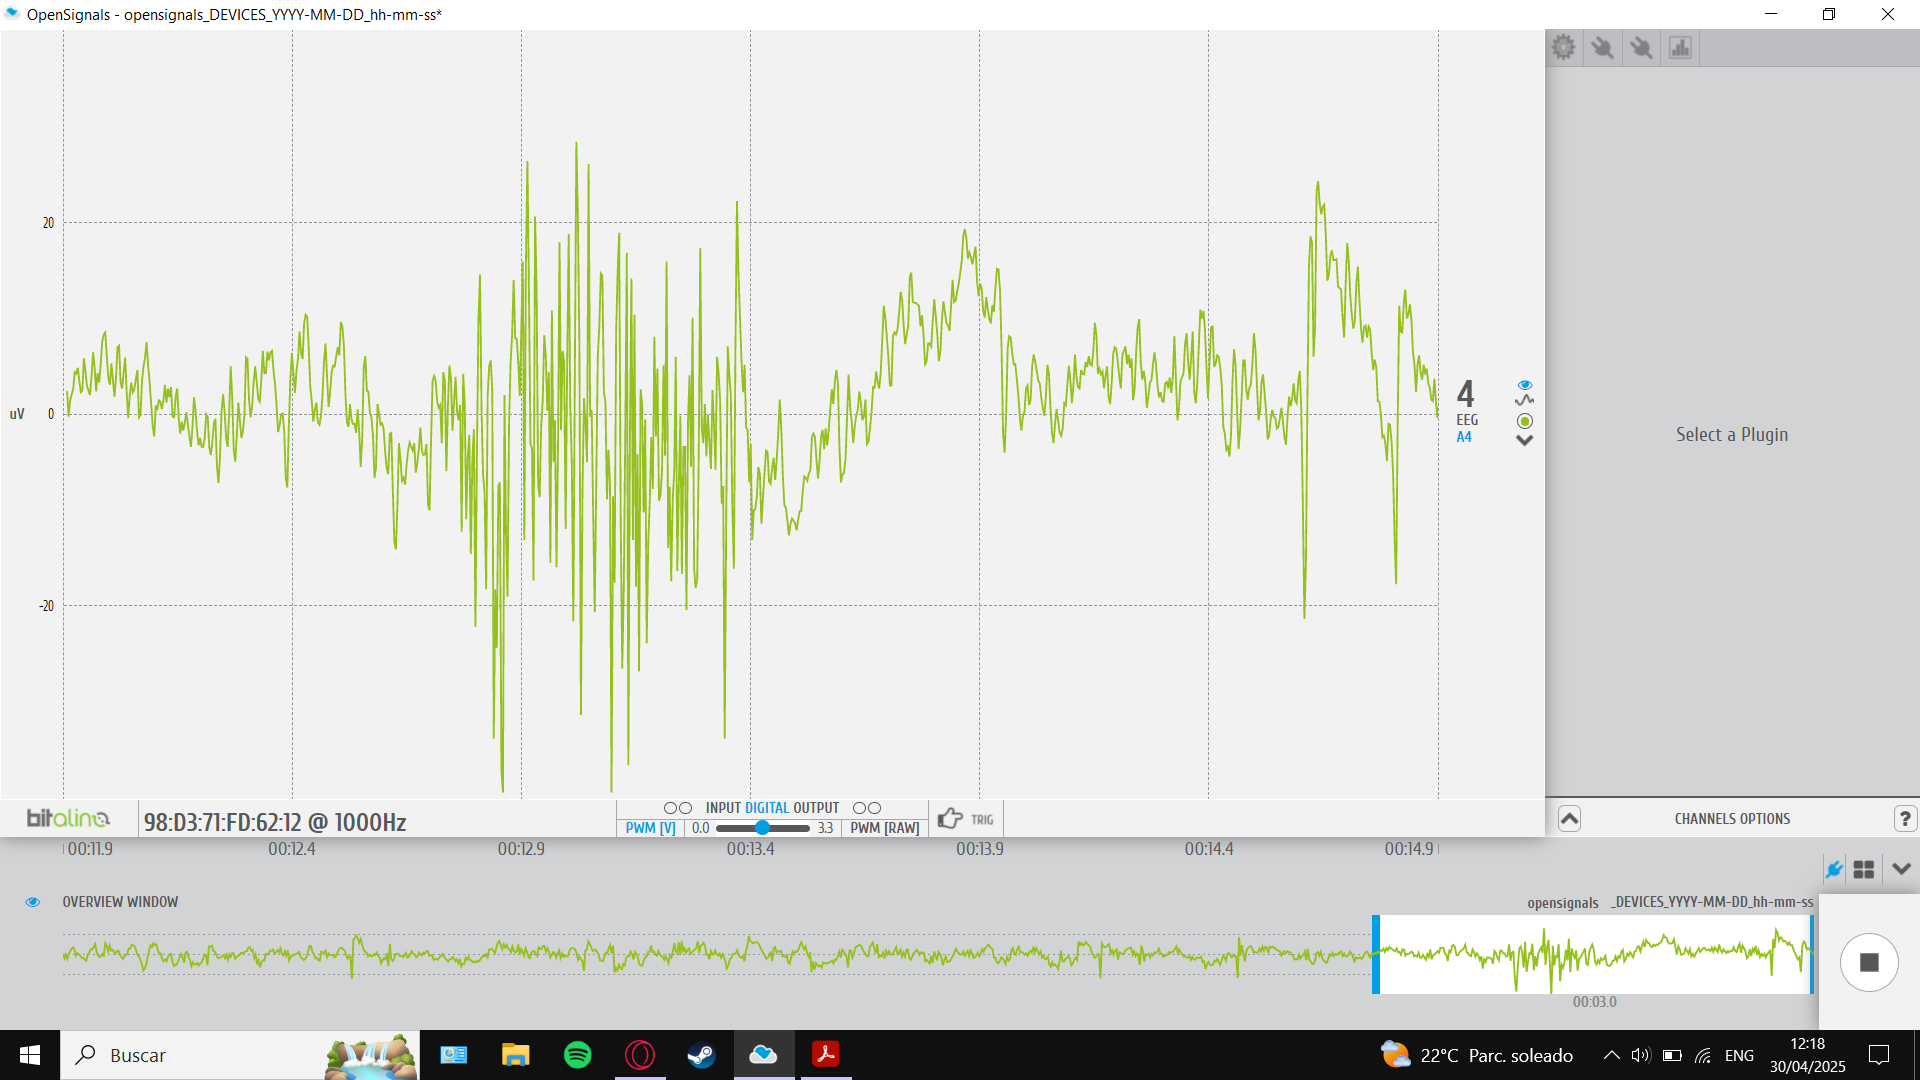 OpenSignals - opensignals_DEVICES_YYYY-MM-DD_hh-mm-ss*
20
uV 0
-20
4
EEG
A4
Select a Plugin
bitalino
98:D3:71:FD:62:12 @ 1000Hz
INPUT DIGITAL OUTPUT
PWM [V] 0.0 3.3 PWM [RAW]
TRIG
CHANNELS OPTIONS
?
00:11.9 00:12.4 00:12.9 00:13.4 00:13.9 00:14.4 00:14.9
OVERVIEW WINDOW
opensignals _DEVICES_YYYY-MM-DD_hh-mm-ss
00:03.0
Buscar
22°C Parc. soleado
ENG
12:18
30/04/2025